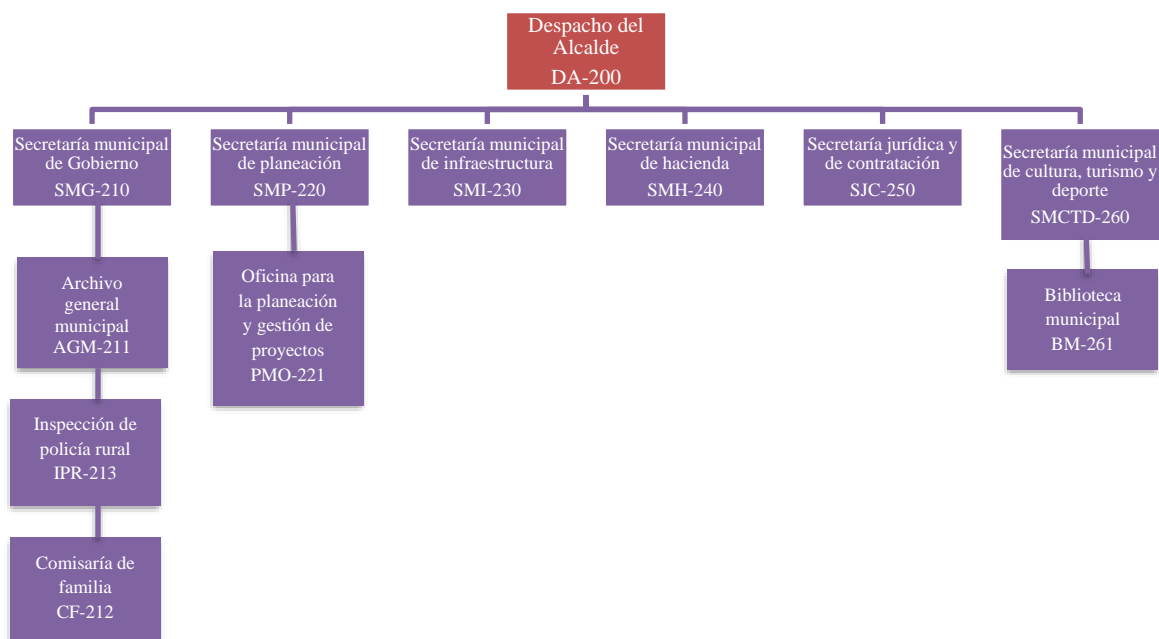 Despacho del
Alcalde
DA-200
Secretaría municipal
de Gobierno
SMG-210
Secretaría municipal
de planeación
SMP-220
Secretaría municipal
de infraestructura
SMI-230
Secretaría municipal
de hacienda
SMH-240
Secretaría jurídica y
de contratación
SJC-250
Secretaría municipal
de cultura, turismo y
deporte
SMCTD-260
Archivo
general
municipal
AGM-211
Oficina para
la planeación
y gestión de
proyectos
PMO-221
Biblioteca
municipal
BM-261
Inspección de
policía rural
IPR-213
Comisaría de
familia
CF-212